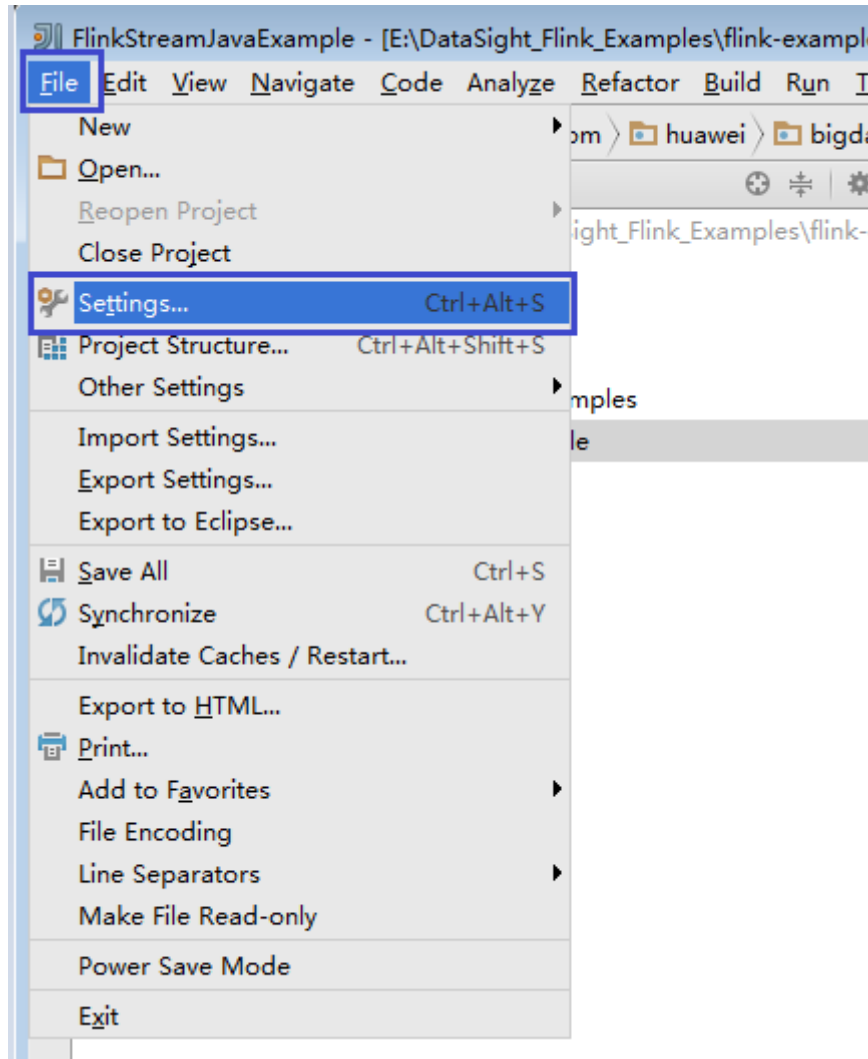 FlinkStreamJavaExample - [E:\DataSight_Flink_Examples\flink-exampl
File Edit View Navigate Code Analyze Refactor Build Run T
New
om huawei bigda
Open...
Reopen Project
ight_Flink_Examples\flink-
Close Project
Settings... Ctrl+Alt+S
Project Structure... Ctrl+Alt+Shift+S
Other Settings
mples
Import Settings...
le
Export Settings...
Export to Eclipse...
Save All Ctrl+S
Synchronize Ctrl+Alt+Y
Invalidate Caches / Restart...
Export to HTML...
Print...
Add to Favorites
File Encoding
Line Separators
Make File Read-only
Power Save Mode
Exit